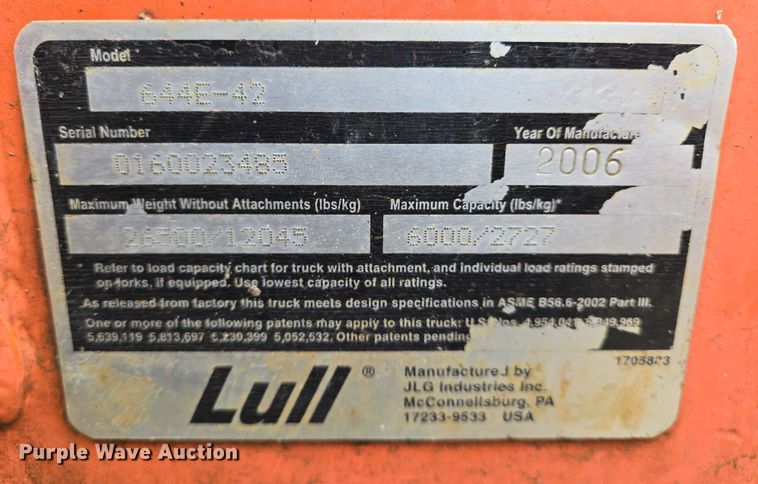 Model
644E-42
Serial Number
Year Of Manufacture
0160023485
2006
Maximum Weight Without Attachments (lbs/kg)
Maximum Capacity (lbs/kg)*
26500/12045
6000/2727
* Refer to load capacity chart for truck with attachment, and individual load ratings stamped
on forks, if equipped. Use lowest capacity of all ratings.
As released from factory this truck meets design specifications in ASME B56.6-2002 Part III.
One or more of the following patents may apply to this truck: U.S. Nos. 4,954,041
5,639,119 5,813,697 5,230,399 5,052,532, Other patents pending
Lull ®
Manufactured by
JLG Industries Inc.
McConnellsburg, PA
17233-9533 USA
Purple Wave Auction